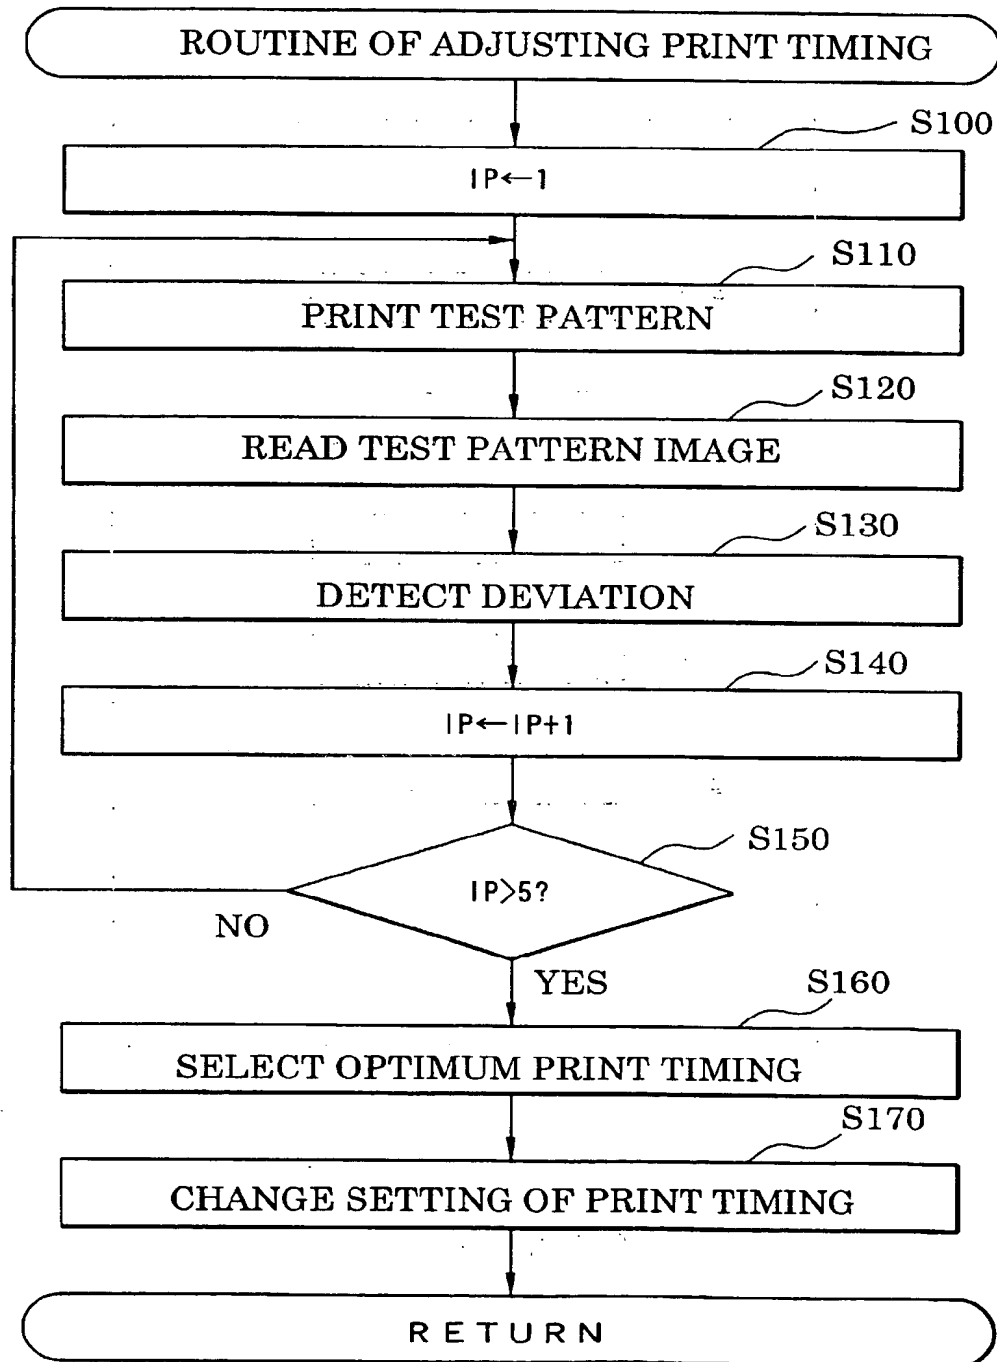 ROUTINE OF ADJUSTING PRINT TIMING
S100
IP←1
S110
PRINT TEST PATTERN
S120
READ TEST PATTERN IMAGE
S130
DETECT DEVIATION
S140
IP←IP+1
S150
IP>5?
NO
YES
S160
SELECT OPTIMUM PRINT TIMING
S170
CHANGE SETTING OF PRINT TIMING
RETURN